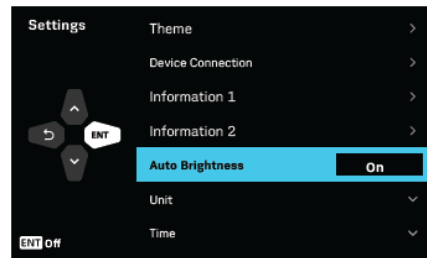 Settings
Theme
Device Connection
Information 1
Information 2
ENT
Auto Brightness On
Unit
Time
ENT Off